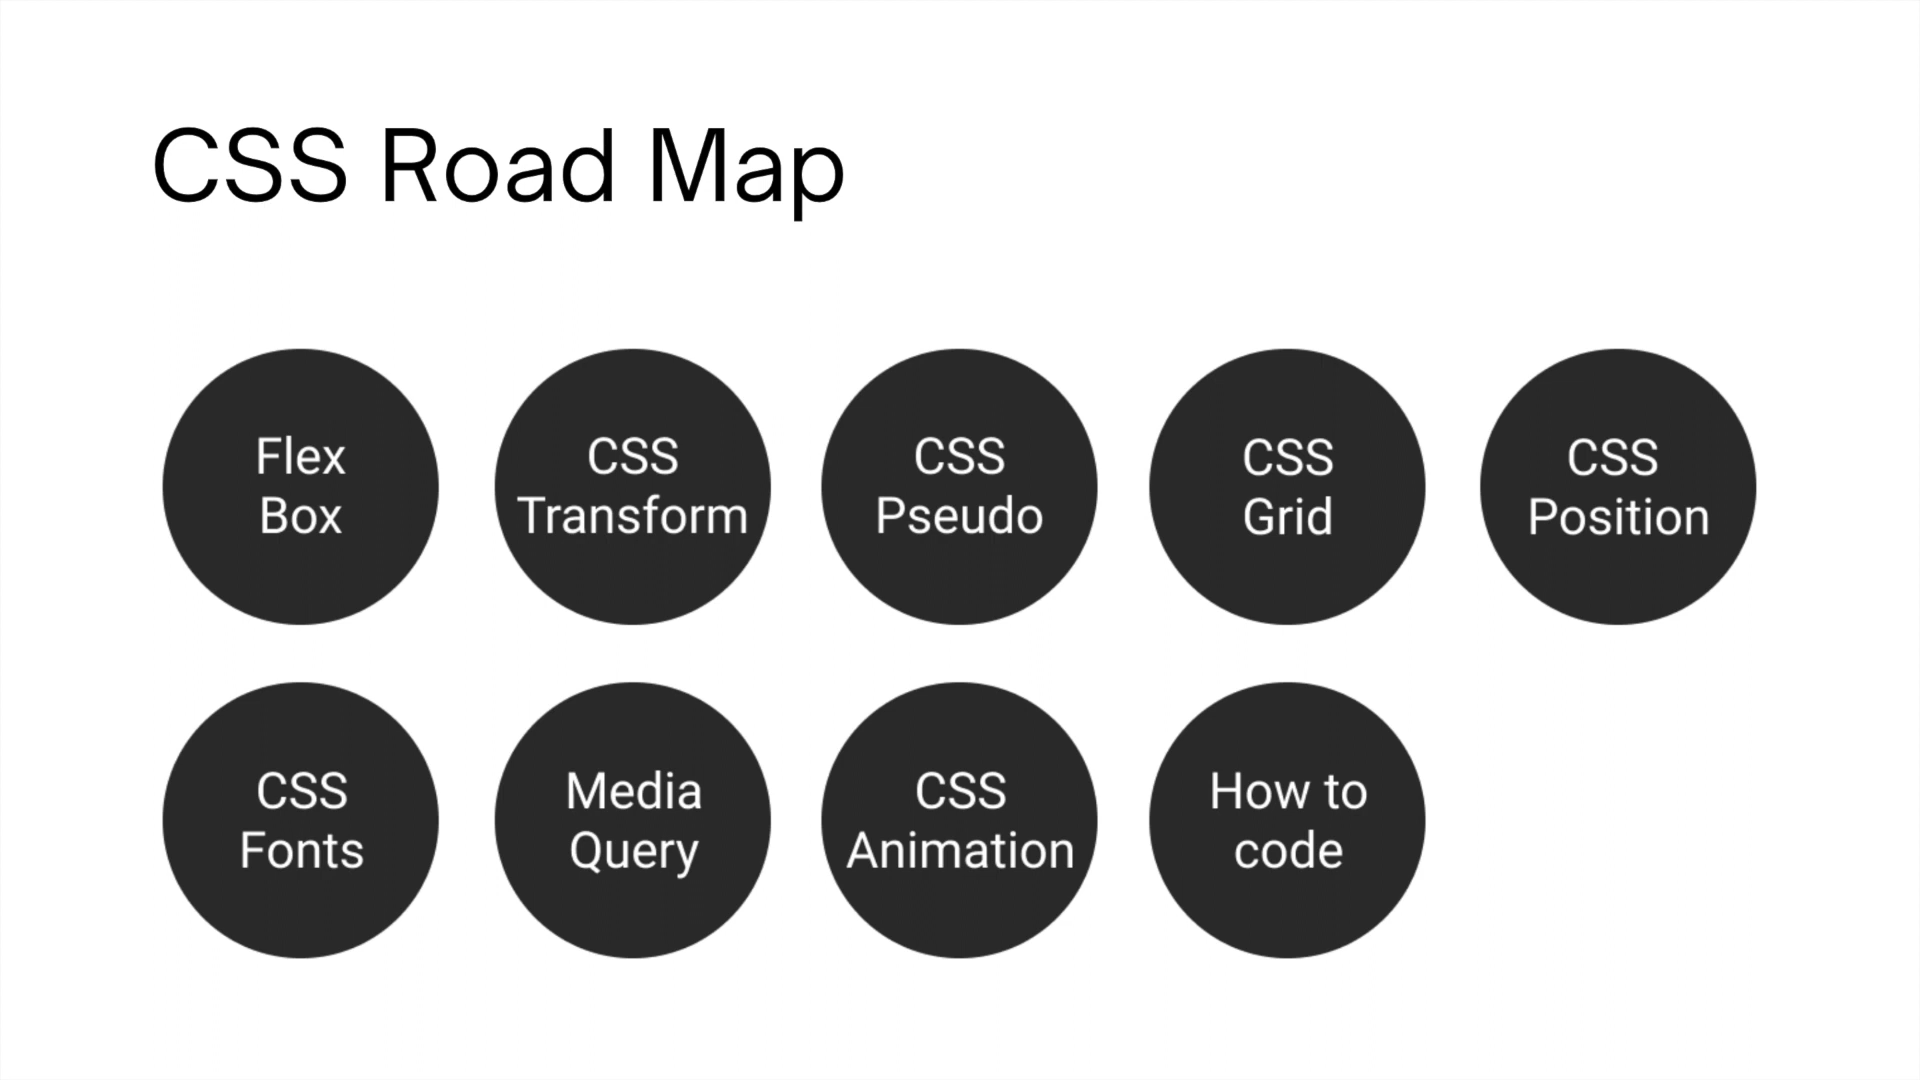 CSS Road Map
Flex
Box
CSS
Transform
CSS
Pseudo
CSS
Grid
CSS
Position
CSS
Fonts
Media
Query
CSS
Animation
How to
code